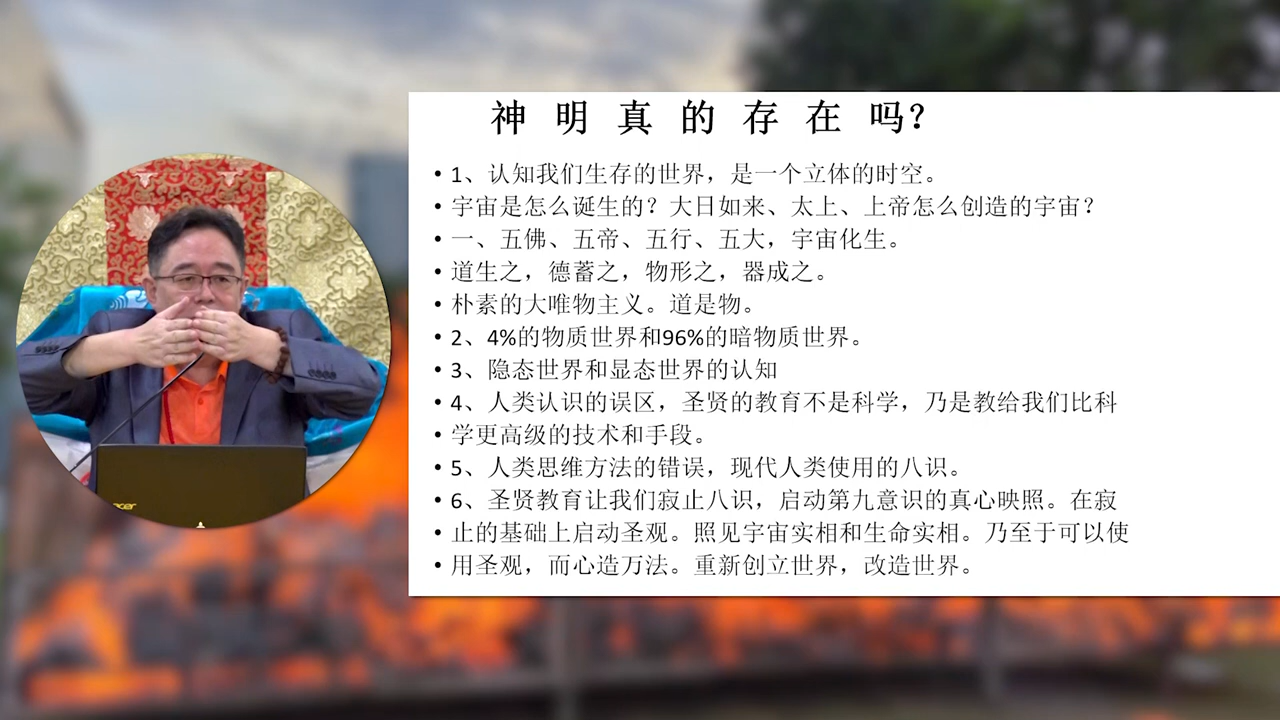 神明真的存在吗？
• 1、认知我们生存的世界，是一个立体的时空。
• 宇宙是怎么诞生的？大日如来、太上、上帝怎么创造的宇宙？
• 一、五佛、五帝、五行、五大，宇宙化生。
• 道生之，德蓄之，物形之，器成之。
• 朴素的大唯物主义。道是物。
• 2、4%的物质世界和96%的暗物质世界。
• 3、隐态世界和显态世界的认知
• 4、人类认识的误区，圣贤的教育不是科学，乃是教给我们比科
• 学更高级的技术和手段。
• 5、人类思维方法的错误，现代人类使用的八识。
• 6、圣贤教育让我们寂止八识，启动第九意识的真心映照。在寂
• 止的基础上启动圣观。照见宇宙实相和生命实相。乃至于可以使
• 用圣观，而心造万法。重新创立世界，改造世界。
acer